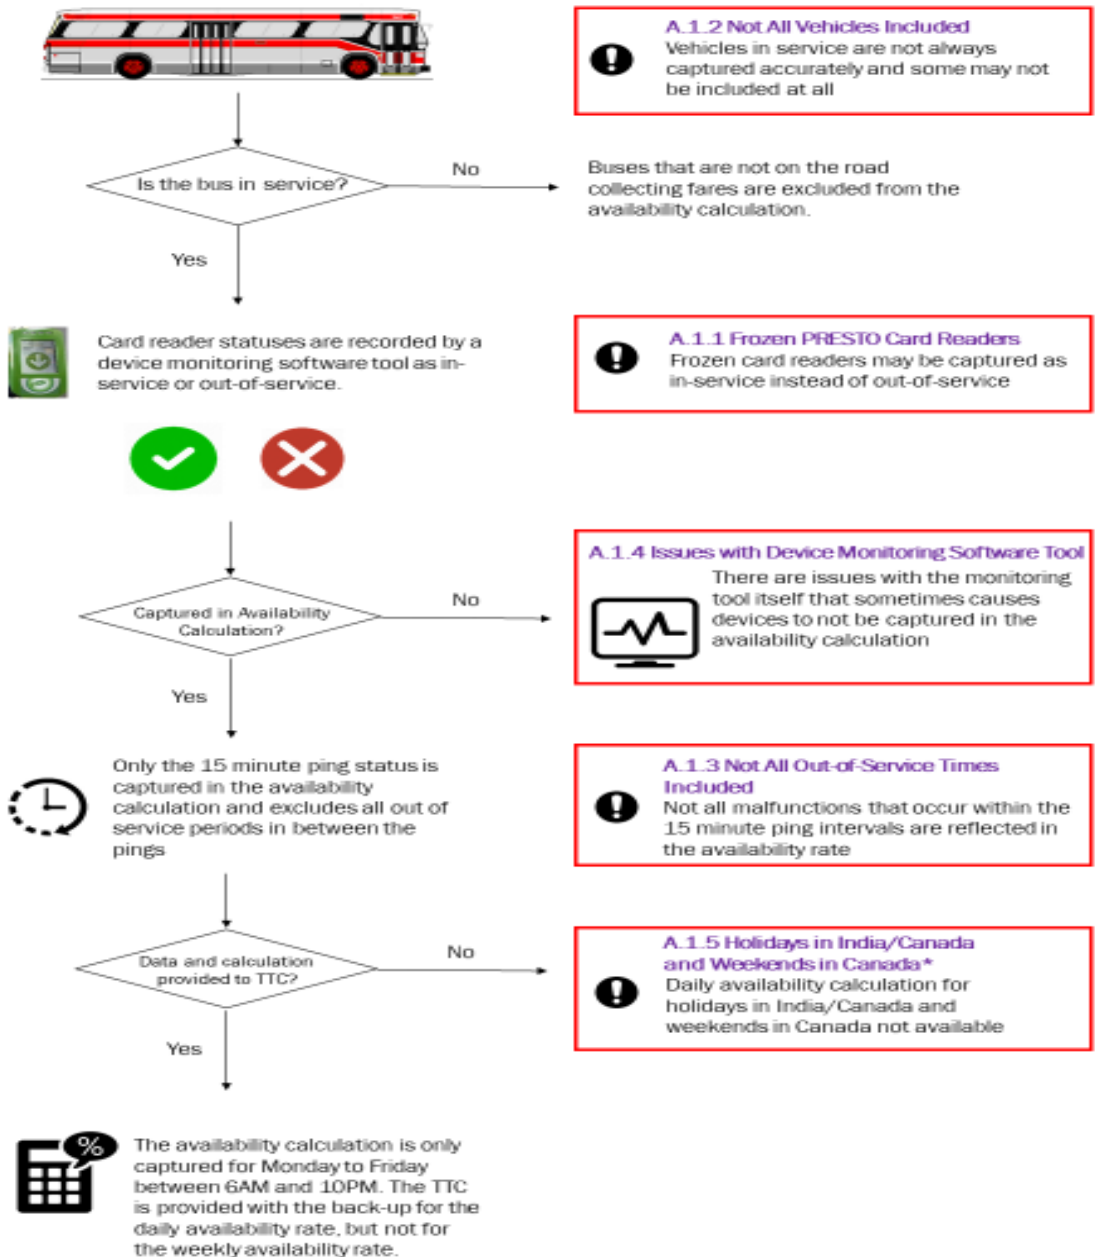 A.1.2 Not All Vehicles Included
Vehicles in service are not always
captured accurately and some may not
be included at all
Is the bus in service?
No
Buses that are not on the road
collecting fares are excluded from the
availability calculation.
Yes
Card reader statuses are recorded by a
device monitoring software tool as in-
service or out-of-service.
A.1.1 Frozen PRESTO Card Readers
Frozen card readers may be captured as
in-service instead of out-of-service
Captured in Availability
Calculation?
No
A.1.4 Issues with Device Monitoring Software Tool
There are issues with the monitoring
tool itself that sometimes causes
devices to not be captured in the
availability calculation
Yes
Only the 15 minute ping status is
captured in the availability
calculation and excludes all out of
service periods in between the
pings
A.1.3 Not All Out-of-Service Times
Included
Not all malfunctions that occur within the
15 minute ping intervals are reflected in
the availability rate
Data and calculation
provided to TTC?
No
A.1.5 Holidays in India/Canada
and Weekends in Canada*
Daily availability calculation for
holidays in India/Canada and
weekends in Canada not available
Yes
%
The availability calculation is only
captured for Monday to Friday
between 6AM and 10PM. The TTC
is provided with the back-up for the
daily availability rate, but not for
the weekly availability rate.